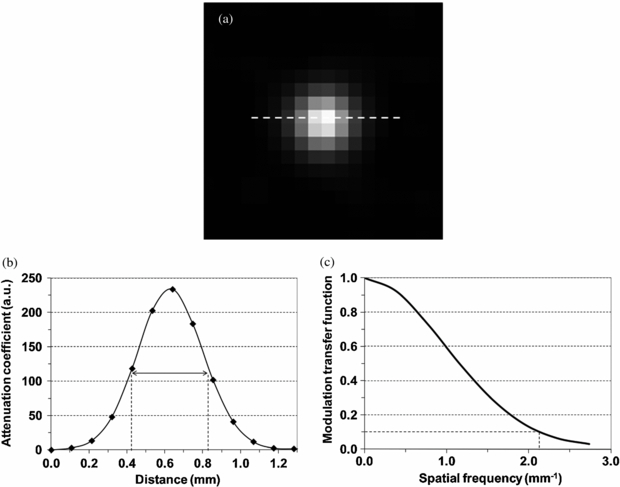 (a)
(b)
250
200
150
100
50
0
0.0 0.2 0.4 0.6 0.8 1.0 1.2
Attenuation coefficient (a.u.)
Distance (mm)
(c)
1.0
0.8
0.6
0.4
0.2
0.0
0.0 1.0 2.0 3.0
Modulation transfer function
Spatial frequency (mm⁻¹)